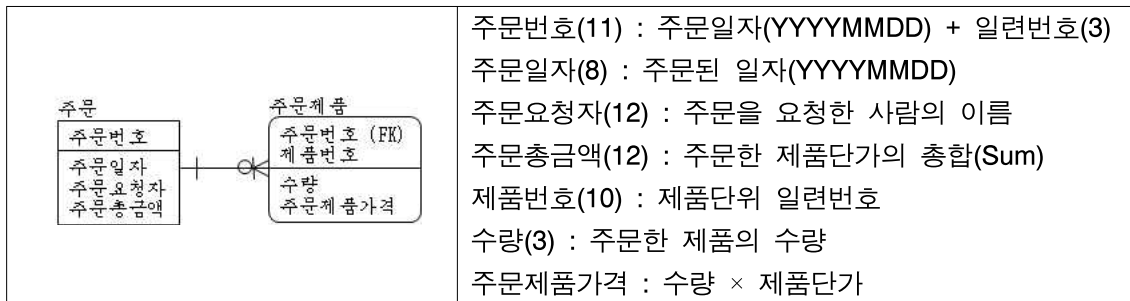 주문
주문번호
주문일자
주문요청자
주문총금액
주문제품
주문번호 (FK)
제품번호
수량
주문제품가격
주문번호(11) : 주문일자(YYYYMMDD) + 일련번호(3)
주문일자(8) : 주문된 일자(YYYYMMDD)
주문요청자(12) : 주문을 요청한 사람의 이름
주문총금액(12) : 주문한 제품단가의 총합(Sum)
제품번호(10) : 제품단위 일련번호
수량(3) : 주문한 제품의 수량
주문제품가격 : 수량 × 제품단가